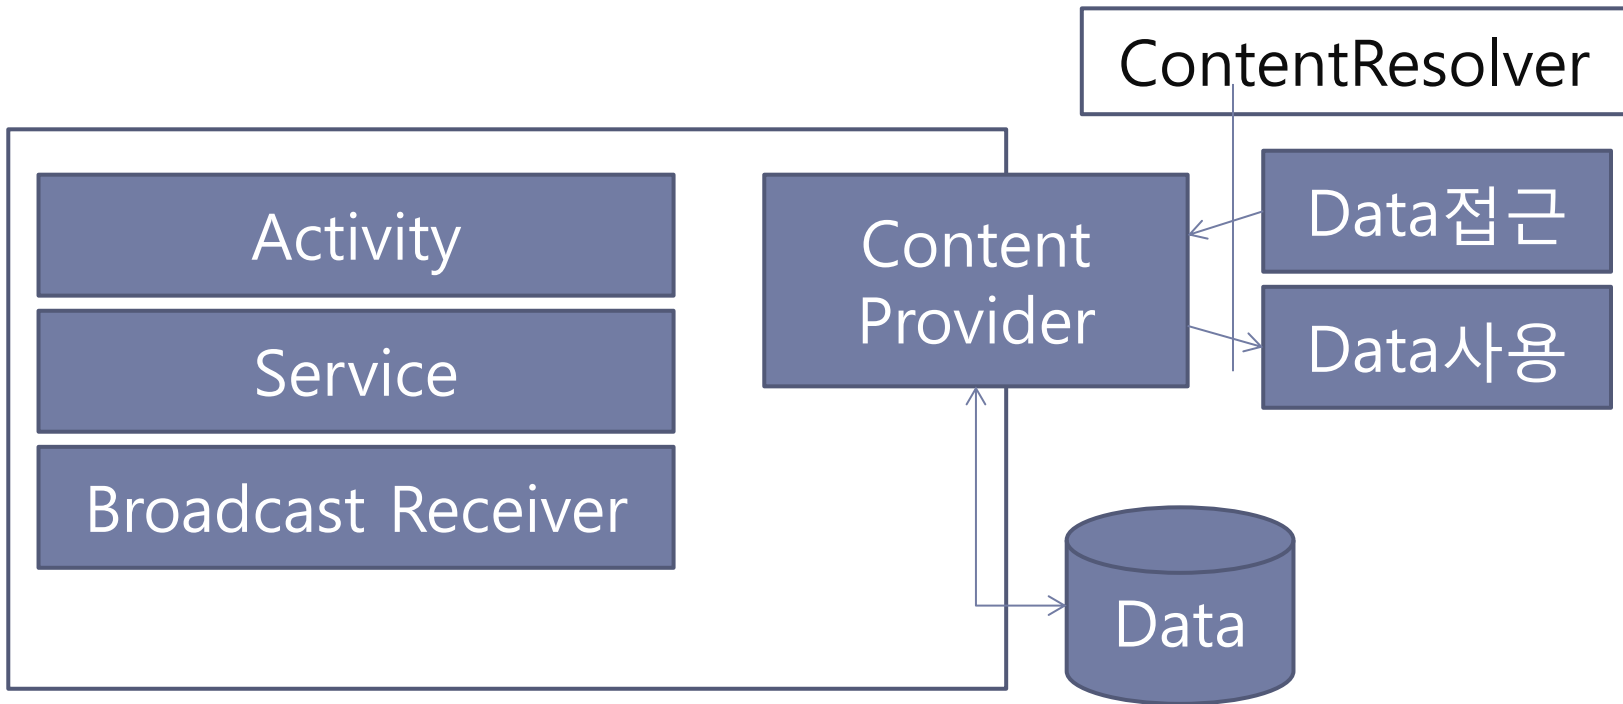 ContentResolver
Activity
Service
Broadcast Receiver
Content
Provider
Data접근
Data사용
Data